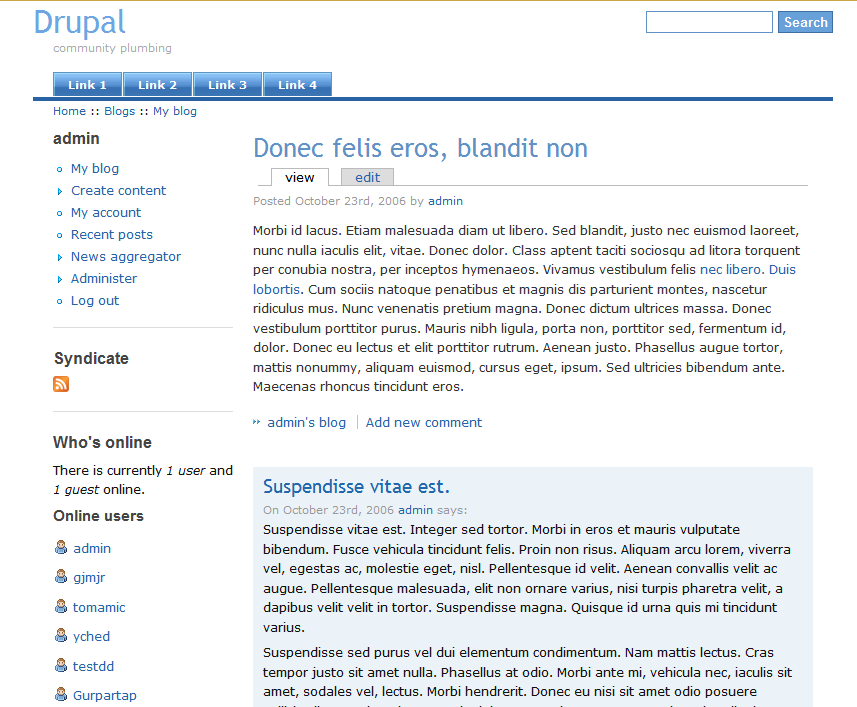 Drupal
community plumbing
Search
Link 1 Link 2 Link 3 Link 4
Home :: Blogs :: My blog
admin
My blog
Create content
My account
Recent posts
News aggregator
Administer
Log out
Syndicate
Who's online
There is currently 1 user and
1 guest online.
Online users
admin
gjmjr
tomamic
yched
testdd
Gurpartap
Donec felis eros, blandit non
view edit
Posted October 23rd, 2006 by admin
Morbi id lacus. Etiam malesuada diam ut libero. Sed blandit, justo nec euismod laoreet,
nunc nulla iaculis elit, vitae. Donec dolor. Class aptent taciti sociosqu ad litora torquent
per conubia nostra, per inceptos hymenaeos. Vivamus vestibulum felis nec libero. Duis
lobortis. Cum sociis natoque penatibus et magnis dis parturient montes, nascetur
ridiculus mus. Nunc venenatis pretium magna. Donec dictum ultrices massa. Donec
vestibulum porttitor purus. Mauris nibh ligula, porta non, porttitor sed, fermentum id,
dolor. Donec eu lectus et elit porttitor rutrum. Aenean justo. Phasellus augue tortor,
mattis nonummy, aliquam euismod, cursus eget, ipsum. Sed ultricies bibendum ante.
Maecenas rhoncus tincidunt eros.
admin's blog Add new comment
Suspendisse vitae est.
On October 23rd, 2006 admin says:
Suspendisse vitae est. Integer sed tortor. Morbi in eros et mauris vulputate
bibendum. Fusce vehicula tincidunt felis. Proin non risus. Aliquam arcu lorem, viverra
vel, egestas ac, molestie eget, nisl. Pellentesque id velit. Aenean convallis velit ac
augue. Pellentesque malesuada, elit non ornare varius, nisi turpis pharetra velit, a
dapibus velit velit in tortor. Suspendisse magna. Quisque id urna quis mi tincidunt
varius.
Suspendisse sed purus vel dui elementum condimentum. Nam mattis lectus. Cras
tempor justo sit amet nulla. Phasellus at odio. Morbi ante mi, vehicula nec, iaculis sit
amet, sodales vel, lectus. Morbi hendrerit. Donec eu nisi sit amet odio posuere